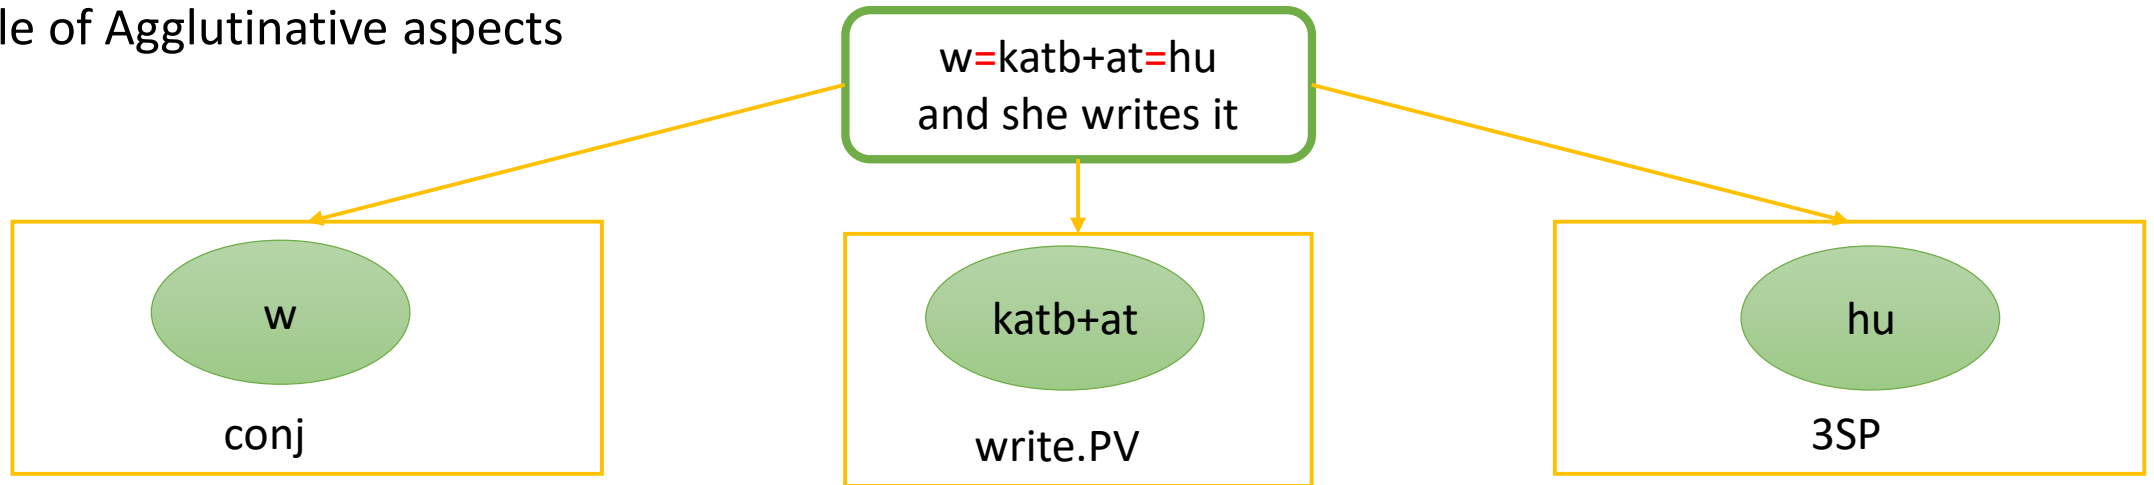 le of Agglutinative aspects
w=katb+at=hu
and she writes it
w
katb+at
hu
conj
write.PV
3SP